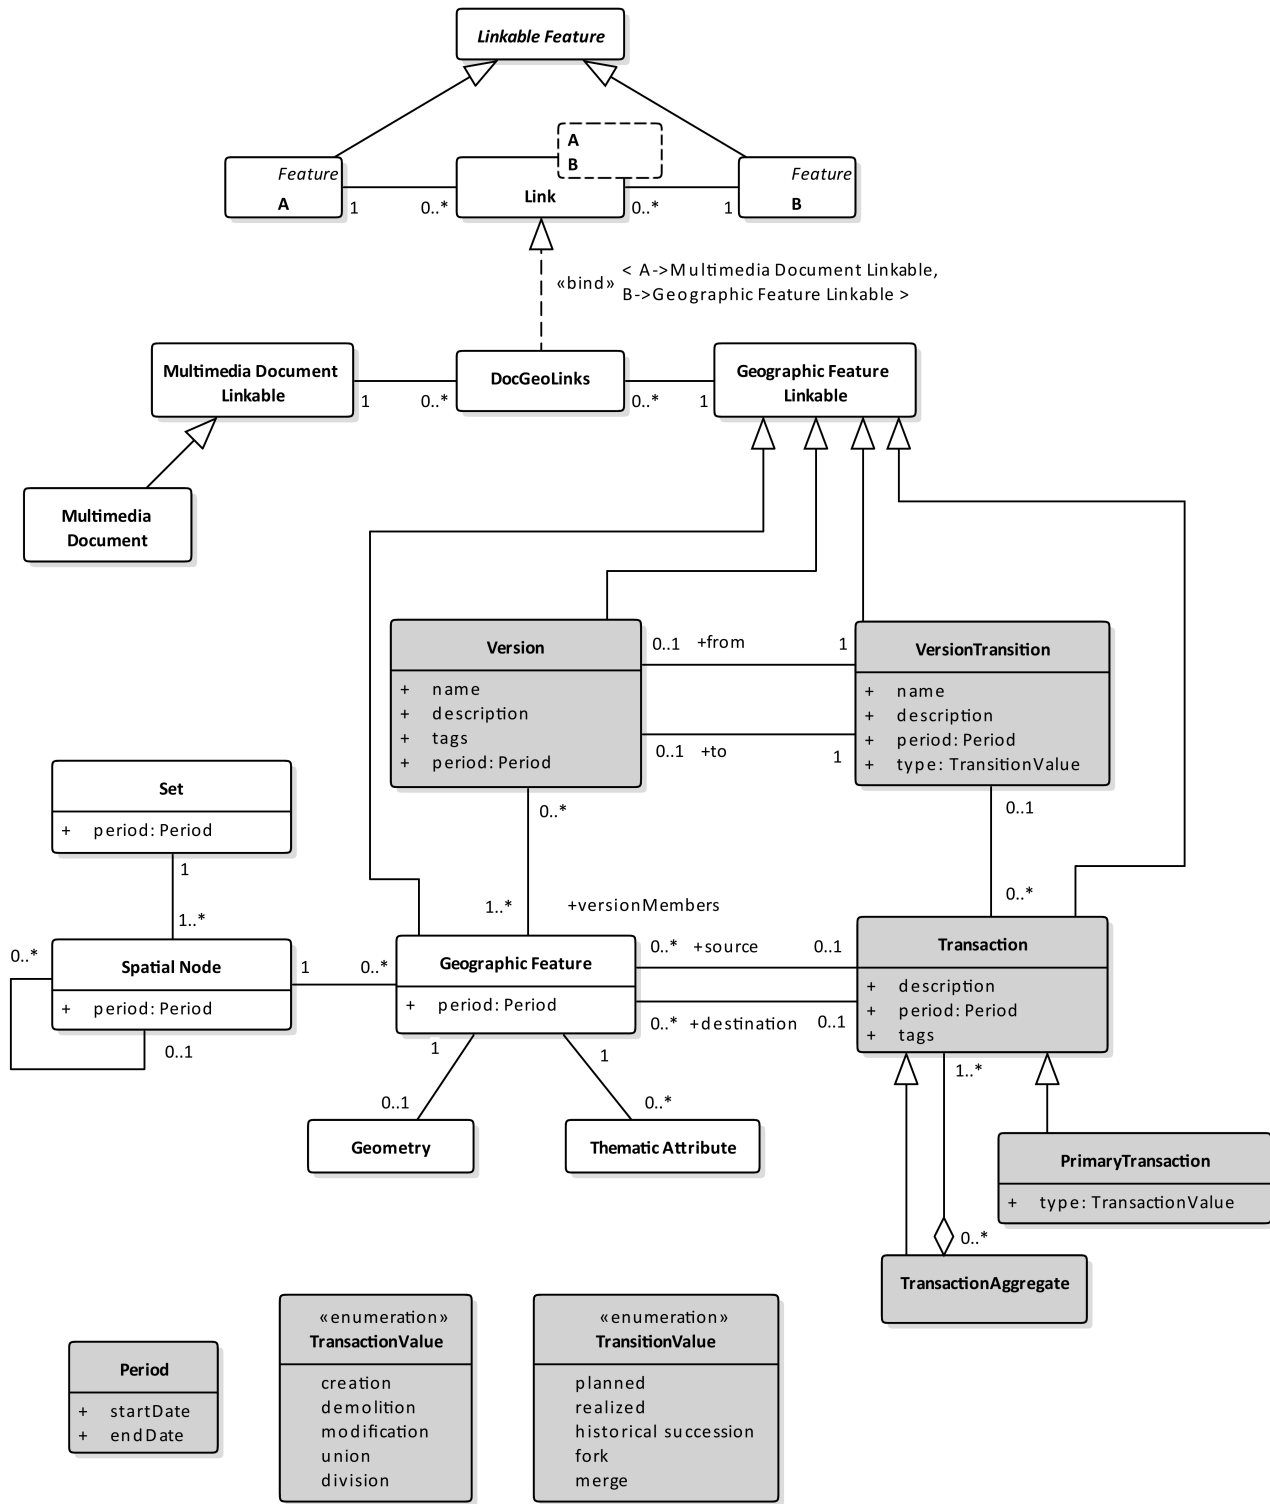 Linkable Feature
A
B
Feature
A
Link
Feature
B
1
0..*
0..*
1
«bind»
< A->Multimedia Document Linkable,
B->Geographic Feature Linkable >
Multimedia Document
Linkable
DocGeoLinks
Geographic Feature
Linkable
1
0..*
0..*
1
Multimedia
Document
Version
+ name
+ description
+ tags
+ period: Period
0..1 +from
1
0..1 +to
1
VersionTransition
+ name
+ description
+ period: Period
+ type: TransitionValue
Set
+ period: Period
0..*
0..1
1
1..*
1..*
+versionMembers
0..*
0..*
Spatial Node
+ period: Period
0..1
1
0..*
Geographic Feature
+ period: Period
0..* +source
0..1
0..* +destination
0..1
Transaction
+ description
+ period: Period
+ tags
1
1
0..1
0..*
1..*
Geometry
Thematic Attribute
PrimaryTransaction
+ type: TransactionValue
0..*
TransactionAggregate
Period
+ startDate
+ endDate
«enumeration»
TransactionValue
creation
demolition
modification
union
division
«enumeration»
TransitionValue
planned
realized
historical succession
fork
merge